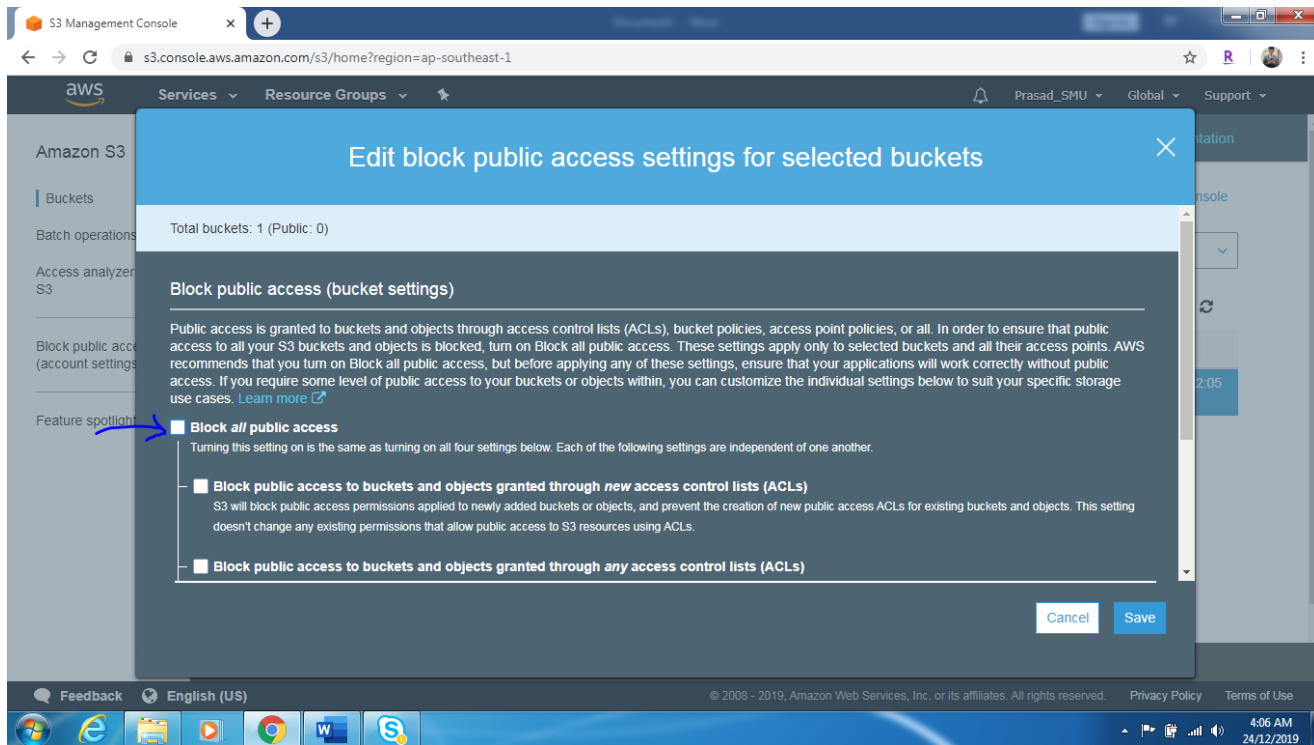 S3 Management Console
s3.console.aws.amazon.com/s3/home?region=ap-southeast-1
R
aws
Services
Resource Groups
Prasad_SMU
Global
Support
Amazon S3
Buckets
Batch operations
Access analyzer
S3
Block public acce
(account settings
Feature spotlight
ntation
nsole
2:05
Edit block public access settings for selected buckets
Total buckets: 1 (Public: 0)
Block public access (bucket settings)
Public access is granted to buckets and objects through access control lists (ACLs), bucket policies, access point policies, or all. In order to ensure that public
access to all your S3 buckets and objects is blocked, turn on Block all public access. These settings apply only to selected buckets and all their access points. AWS
recommends that you turn on Block all public access, but before applying any of these settings, ensure that your applications will work correctly without public
access. If you require some level of public access to your buckets or objects within, you can customize the individual settings below to suit your specific storage
use cases. Learn more
Block all public access
Turning this setting on is the same as turning on all four settings below. Each of the following settings are independent of one another.
Block public access to buckets and objects granted through new access control lists (ACLs)
S3 will block public access permissions applied to newly added buckets or objects, and prevent the creation of new public access ACLs for existing buckets and objects. This setting
doesn't change any existing permissions that allow public access to S3 resources using ACLs.
Block public access to buckets and objects granted through any access control lists (ACLs)
Cancel
Save
Feedback
English (US)
© 2008 - 2019, Amazon Web Services, Inc. or its affiliates. All rights reserved.
Privacy Policy
Terms of Use
4:06 AM
24/12/2019